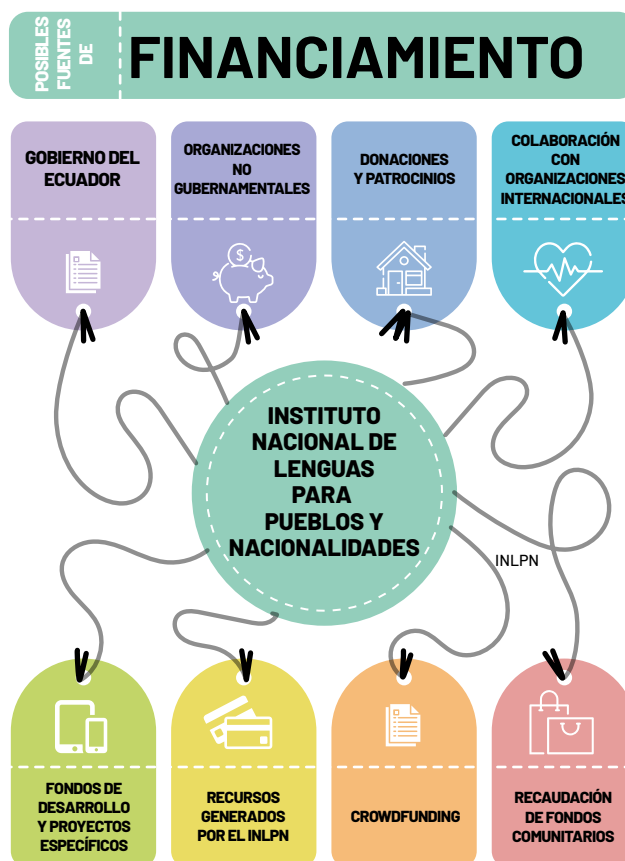 POSIBLES
FUENTES
DE
FINANCIAMIENTO
GOBIERNO DEL
ECUADOR
ORGANIZACIONES
NO
GUBERNAMENTALES
DONACIONES
Y PATROCINIOS
COLABORACIÓN
CON
ORGANIZACIONES
INTERNACIONALES
$
INSTITUTO
NACIONAL DE
LENGUAS
PARA
PUEBLOS Y
NACIONALIDADES
INLPN
FONDOS DE
DESARROLLO
Y PROYECTOS
ESPECÍFICOS
RECURSOS
GENERADOS
POR EL INLPN
CROWDFUNDING
RECAUDACIÓN
DE FONDOS
COMUNITARIOS